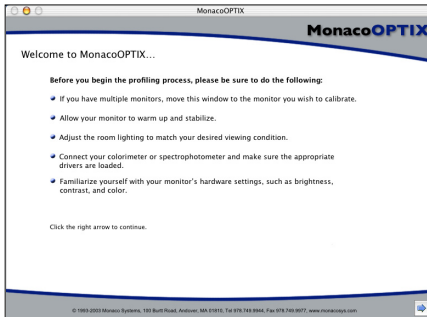 MonacoOPTIX
MonacoOPTIX
Welcome to MonacoOPTIX...
Before you begin the profiling process, please be sure to do the following:
If you have multiple monitors, move this window to the monitor you wish to calibrate.
Allow your monitor to warm up and stabilize.
Adjust the room lighting to match your desired viewing condition.
Connect your colorimeter or spectrophotometer and make sure the appropriate
drivers are loaded.
Familiarize yourself with your monitor's hardware settings, such as brightness,
contrast, and color.
Click the right arrow to continue.
© 1993-2003 Monaco Systems, 100 Burtt Road, Andover, MA 01810, Tel 978.749.9944, Fax 978.749.9977, www.monacosys.com